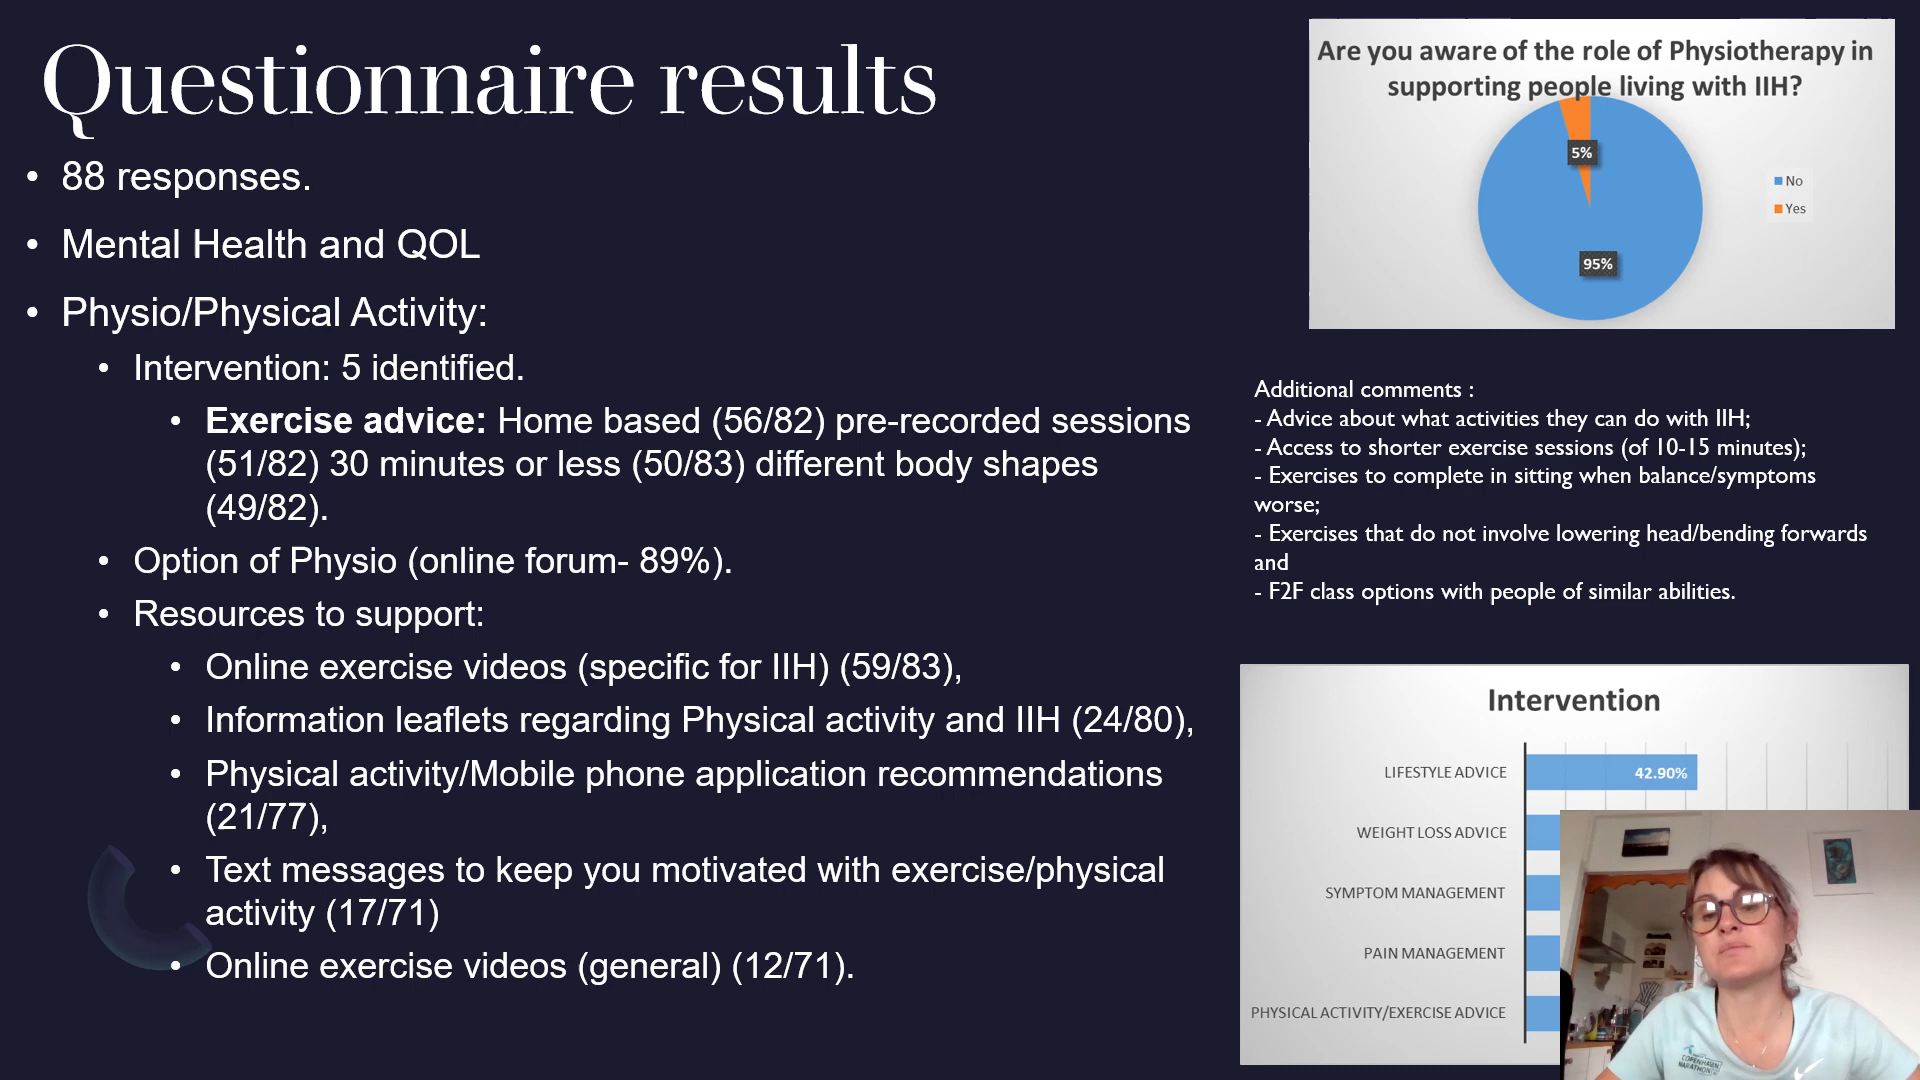 Questionnaire results
• 88 responses.
• Mental Health and QOL
• Physio/Physical Activity:
• Intervention: 5 identified.
• Exercise advice: Home based (56/82) pre-recorded sessions
(51/82) 30 minutes or less (50/83) different body shapes
(49/82).
• Option of Physio (online forum- 89%).
• Resources to support:
• Online exercise videos (specific for IIH) (59/83),
• Information leaflets regarding Physical activity and IIH (24/80),
• Physical activity/Mobile phone application recommendations
(21/77),
• Text messages to keep you motivated with exercise/physical
activity (17/71)
• Online exercise videos (general) (12/71).
Are you aware of the role of Physiotherapy in
supporting people living with IIH?
5%
No
Yes
95%
Additional comments :
- Advice about what activities they can do with IIH;
- Access to shorter exercise sessions (of 10-15 minutes);
- Exercises to complete in sitting when balance/symptoms
worse;
- Exercises that do not involve lowering head/bending forwards
and
- F2F class options with people of similar abilities.
Intervention
LIFESTYLE ADVICE
42.90%
WEIGHT LOSS ADVICE
SYMPTOM MANAGEMENT
PAIN MANAGEMENT
PHYSICAL ACTIVITY/EXERCISE ADVICE
COPENHAGEN
MARATHON